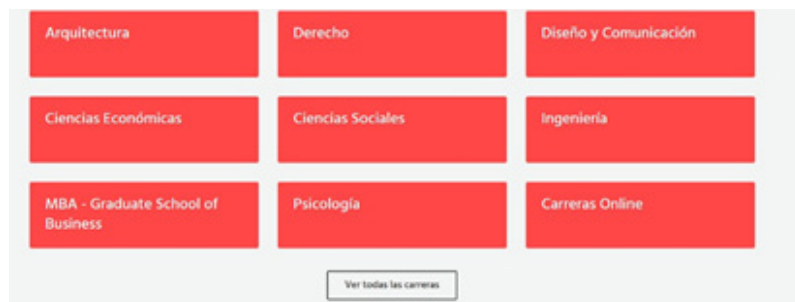 Arquitectura
Derecho
Diseño y Comunicación
Ciencias Económicas
Ciencias Sociales
Ingeniería
MBA - Graduate School of
Business
Psicología
Carreras Online
Ver todas las carreras